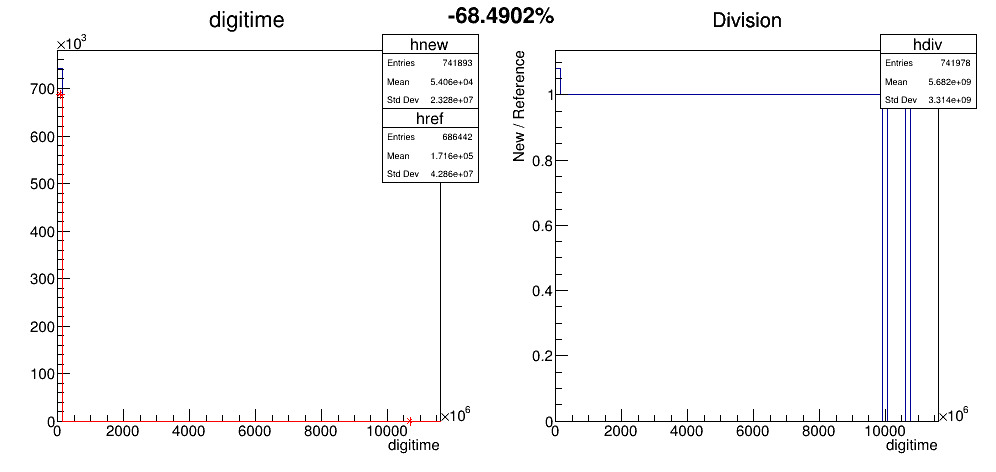 -68.4902%
digitime
×10³
hnew
Entries 741893
Mean 5.406e+04
Std Dev 2.328e+07
href
Entries 686442
Mean 1.716e+05
Std Dev 4.286e+07
700
600
500
400
300
200
100
0
0 2000 4000 6000 8000 10000
×10⁶
digitime
Division
New / Reference
hdiv
Entries 741978
Mean 5.682e+09
Std Dev 3.314e+09
1
0.8
0.6
0.4
0.2
0
0 2000 4000 6000 8000 10000
×10⁶
digitime